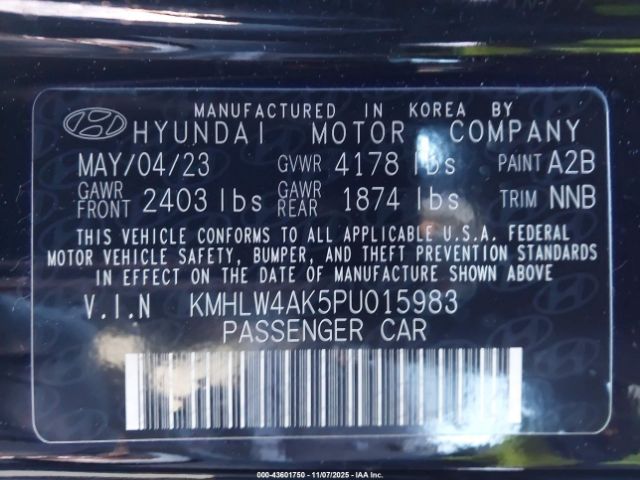 MANUFACTURED IN KOREA BY
HYUNDAI MOTOR COMPANY
MAY/04/23 GVWR 4178 lbs PAINT A2B
GAWR FRONT 2403 lbs GAWR REAR 1874 lbs TRIM NNB
THIS VEHICLE CONFORMS TO ALL APPLICABLE U.S.A. FEDERAL
MOTOR VEHICLE SAFETY, BUMPER, AND THEFT PREVENTION STANDARDS
IN EFFECT ON THE DATE OF MANUFACTURE SHOWN ABOVE
V.I.N KMHLW4AK5PU015983
PASSENGER CAR
000-43601750 - 11/07/2025 - IAA Inc.